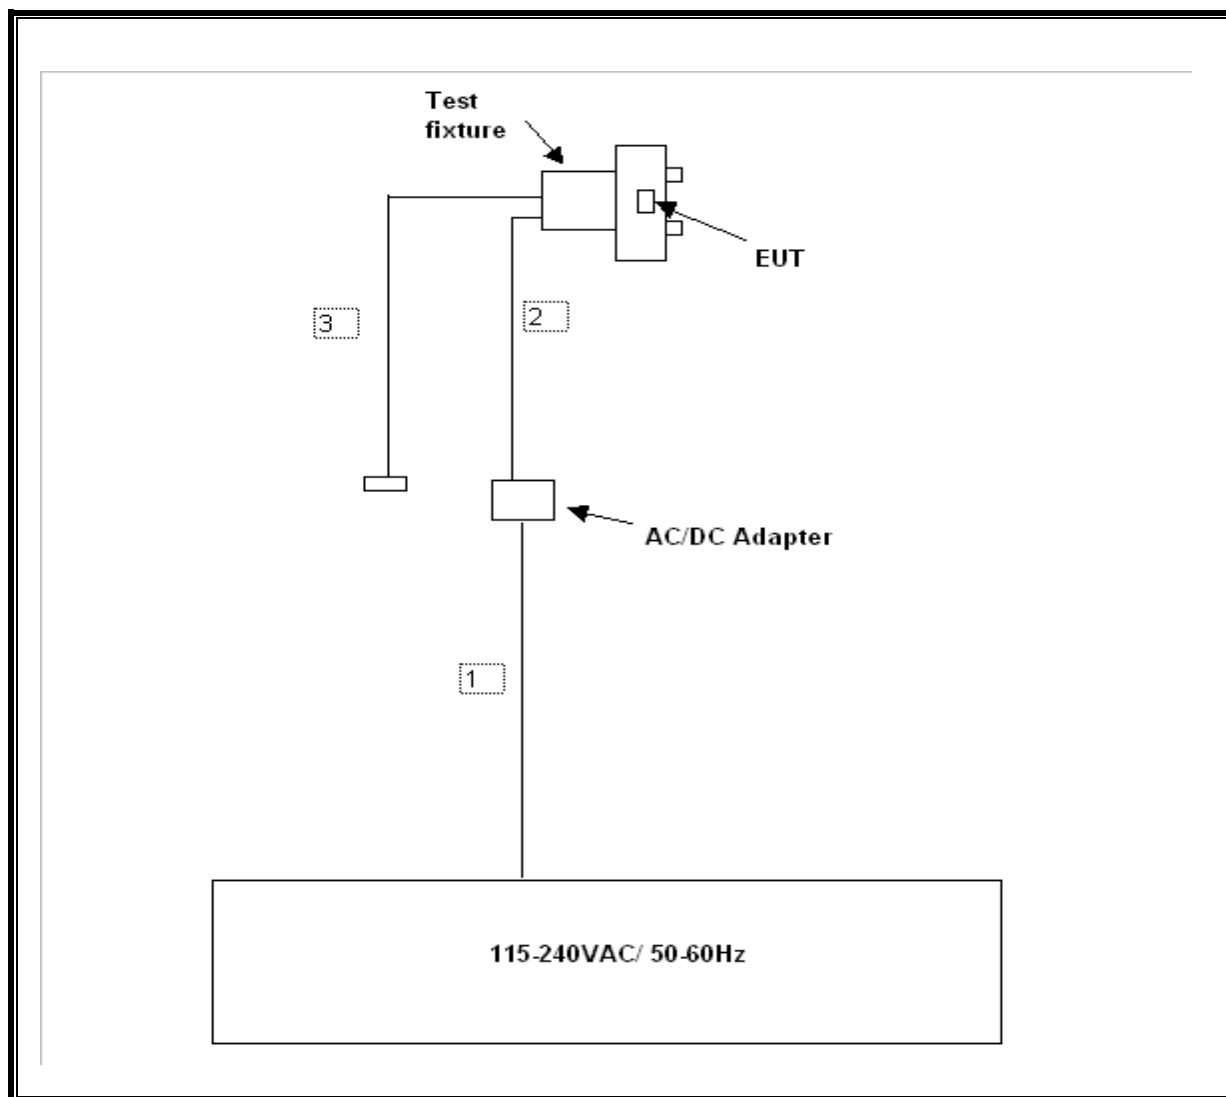 Test
fixture
EUT
3
2
AC/DC Adapter
1
115-240VAC/ 50-60Hz